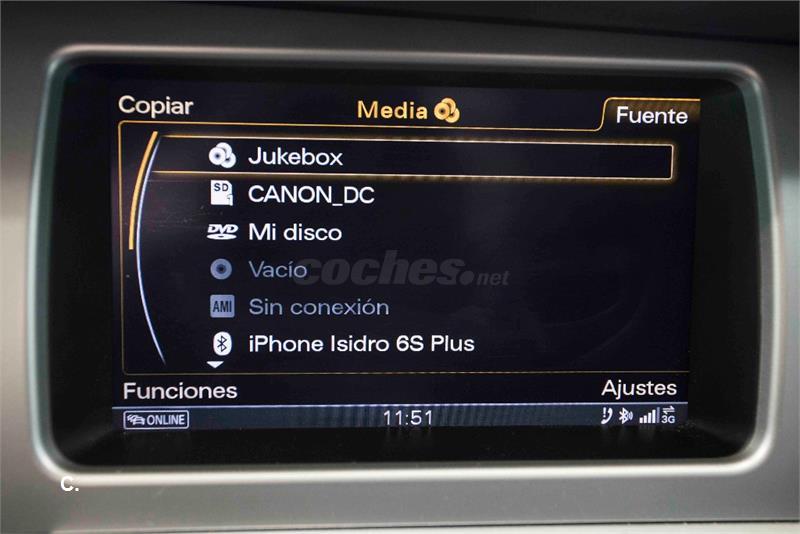 Copiar
Media
Fuente
Jukebox
SD
CANON_DC
DVD
Mi disco
Vacío
coches.net
AMI
Sin conexión
iPhone Isidro 6S Plus
Funciones
Ajustes
ONLINE
11:51
3G
C.